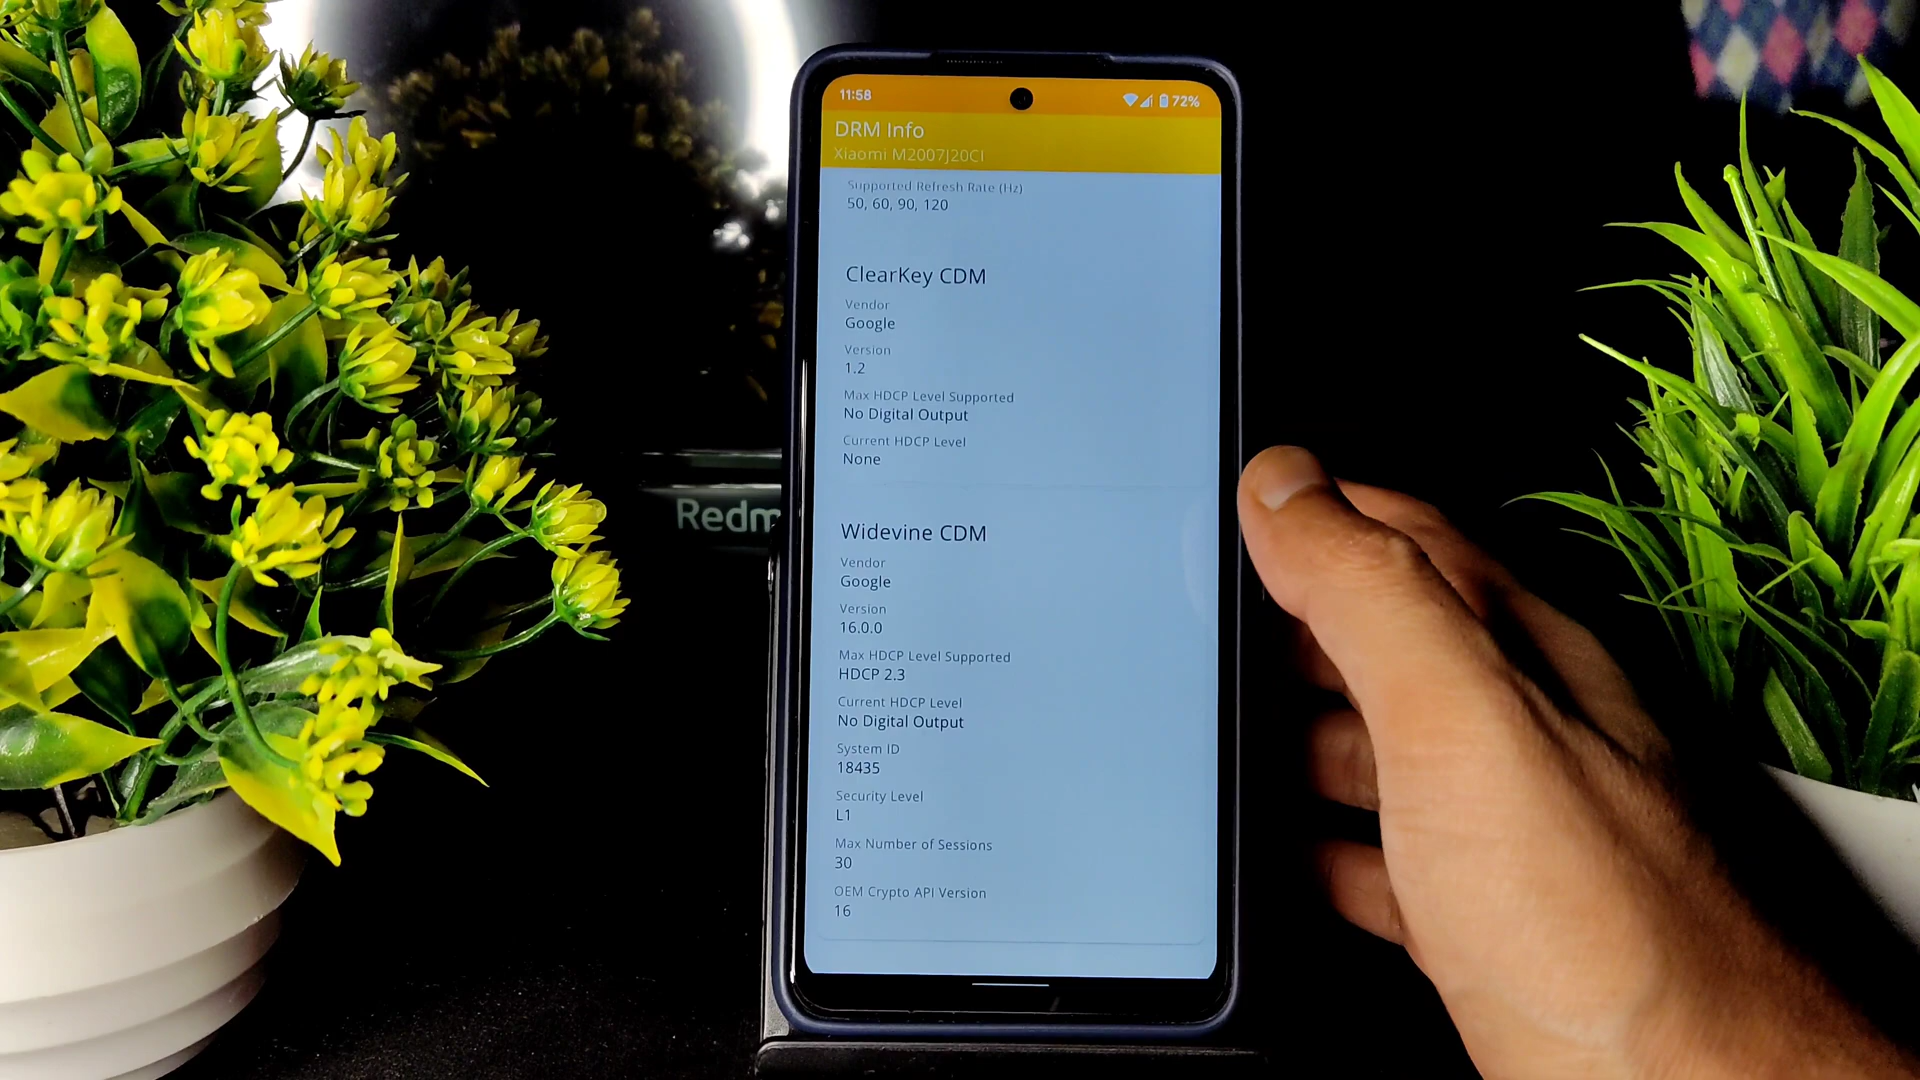 11:58
72%
DRM Info
Xiaomi M2007J20CI
Supported Refresh Rate (Hz)
50, 60, 90, 120
ClearKey CDM
Vendor
Google
Version
1.2
Max HDCP Level Supported
No Digital Output
Current HDCP Level
None
Redm
Widevine CDM
Vendor
Google
Version
16.0.0
Max HDCP Level Supported
HDCP 2.3
Current HDCP Level
No Digital Output
System ID
18435
Security Level
L1
Max Number of Sessions
30
OEM Crypto API Version
16